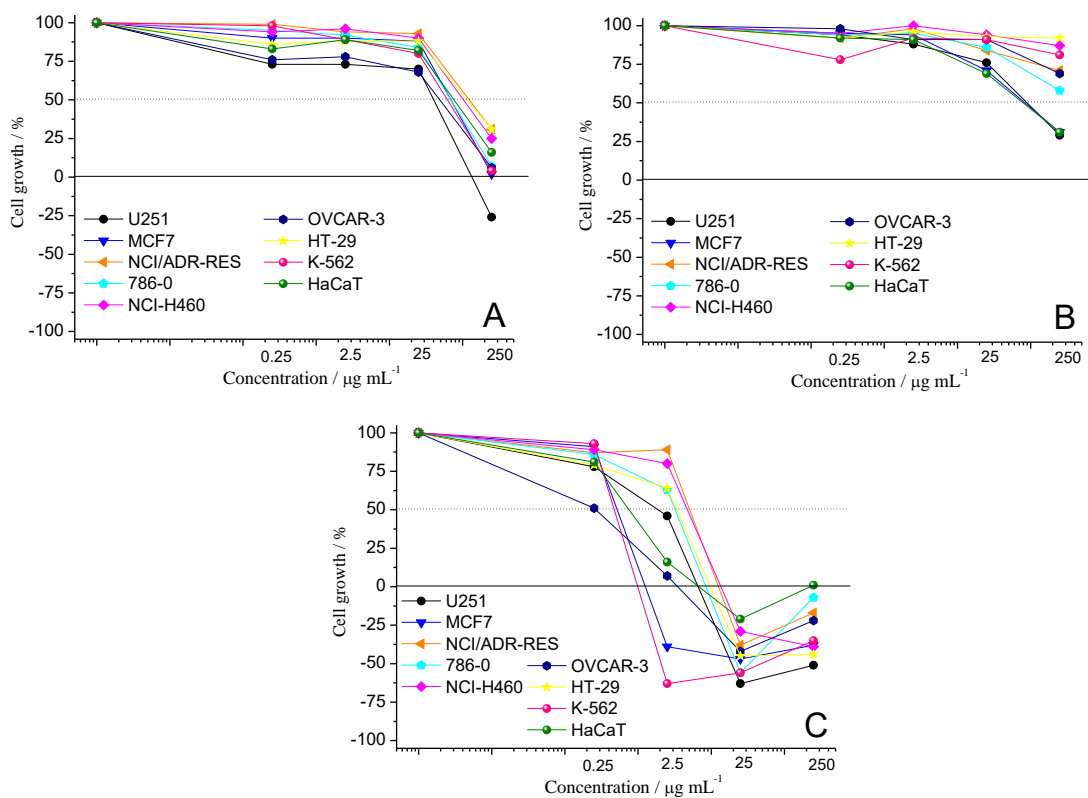 100
75
50
25
0
-25
-50
-75
-100
Cell growth / %
U251
MCF7
NCI/ADR-RES
786-0
NCI-H460
OVCAR-3
HT-29
K-562
HaCaT
A
0.25
2.5
25
250
Concentration / μg mL⁻¹
100
75
50
25
0
-25
-50
-75
-100
Cell growth / %
U251
MCF7
NCI/ADR-RES
786-0
NCI-H460
OVCAR-3
HT-29
K-562
HaCaT
B
0.25
2.5
25
250
Concentration / μg mL⁻¹
100
75
50
25
0
-25
-50
-75
-100
Cell growth / %
U251
MCF7
NCI/ADR-RES
786-0
NCI-H460
OVCAR-3
HT-29
K-562
HaCaT
C
0.25
2.5
25
250
Concentration / μg mL⁻¹